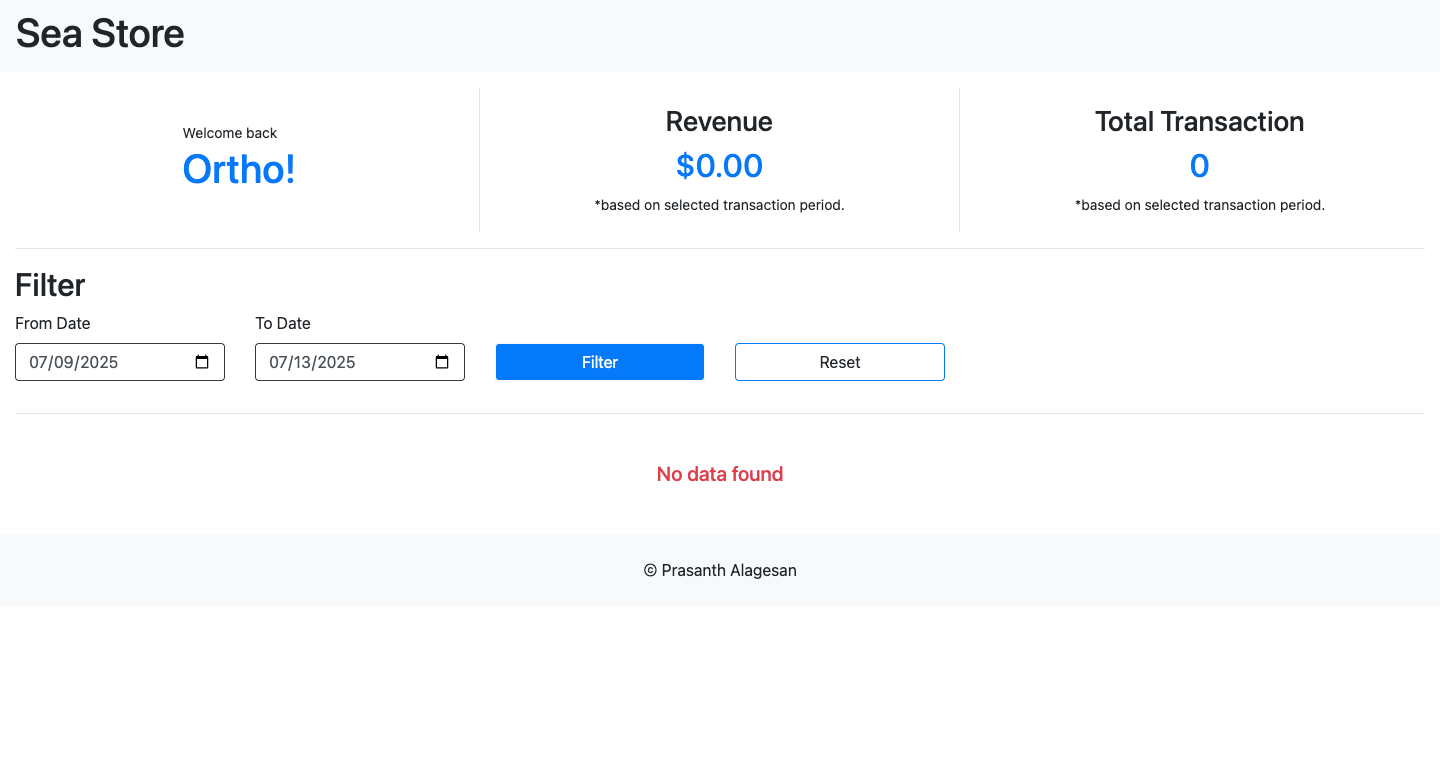 Sea Store
Welcome back
Ortho!
Revenue
$0.00
*based on selected transaction period.
Total Transaction
0
*based on selected transaction period.
Filter
From Date
To Date
07/09/2025
07/13/2025
Filter
Reset
No data found
© Prasanth Alagesan